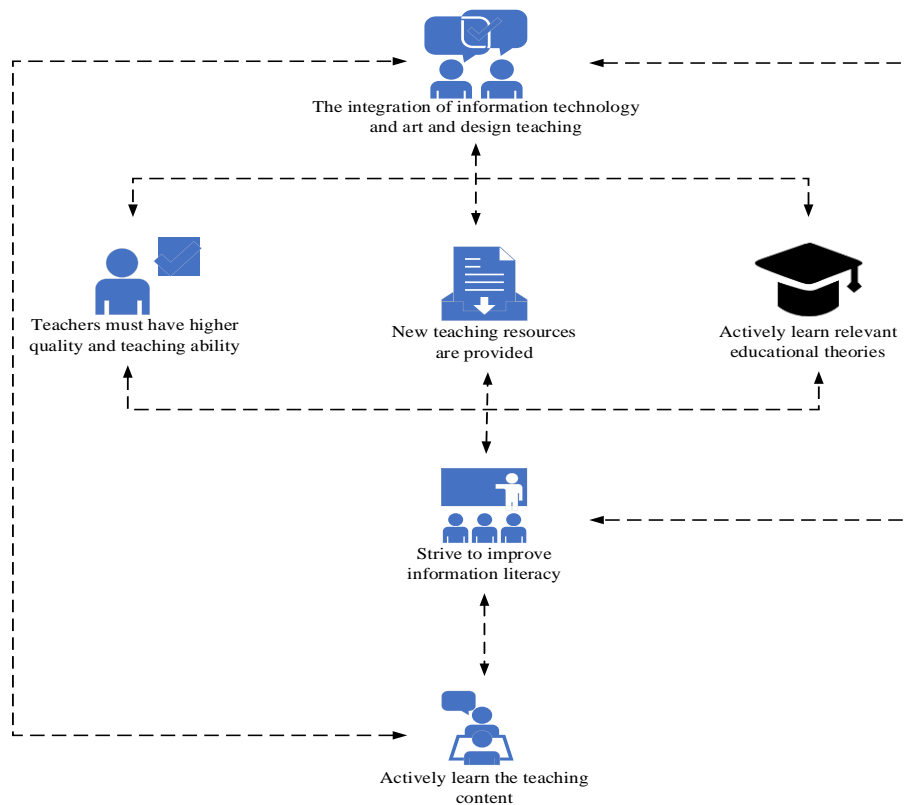 The integration of information technology
and art and design teaching
Teachers must have higher
quality and teaching ability
New teaching resources
are provided
Actively learn relevant
educational theories
Strive to improve
information literacy
Actively learn the teaching
content